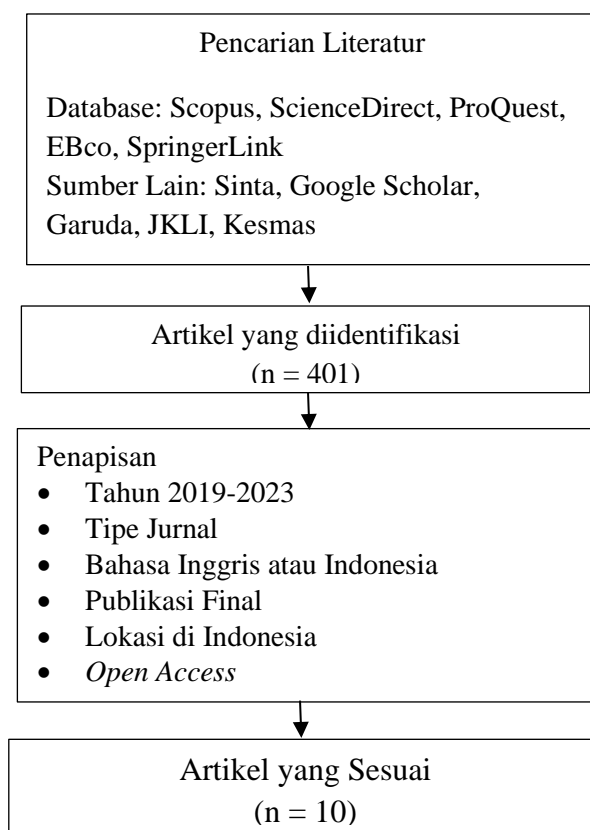 Pencarian Literatur
Database: Scopus, ScienceDirect, ProQuest,
EBco, SpringerLink
Sumber Lain: Sinta, Google Scholar,
Garuda, JKLI, Kesmas
Artikel yang diidentifikasi
(n = 401)
Penapisan
• Tahun 2019-2023
• Tipe Jurnal
• Bahasa Inggris atau Indonesia
• Publikasi Final
• Lokasi di Indonesia
• Open Access
Artikel yang Sesuai
(n = 10)